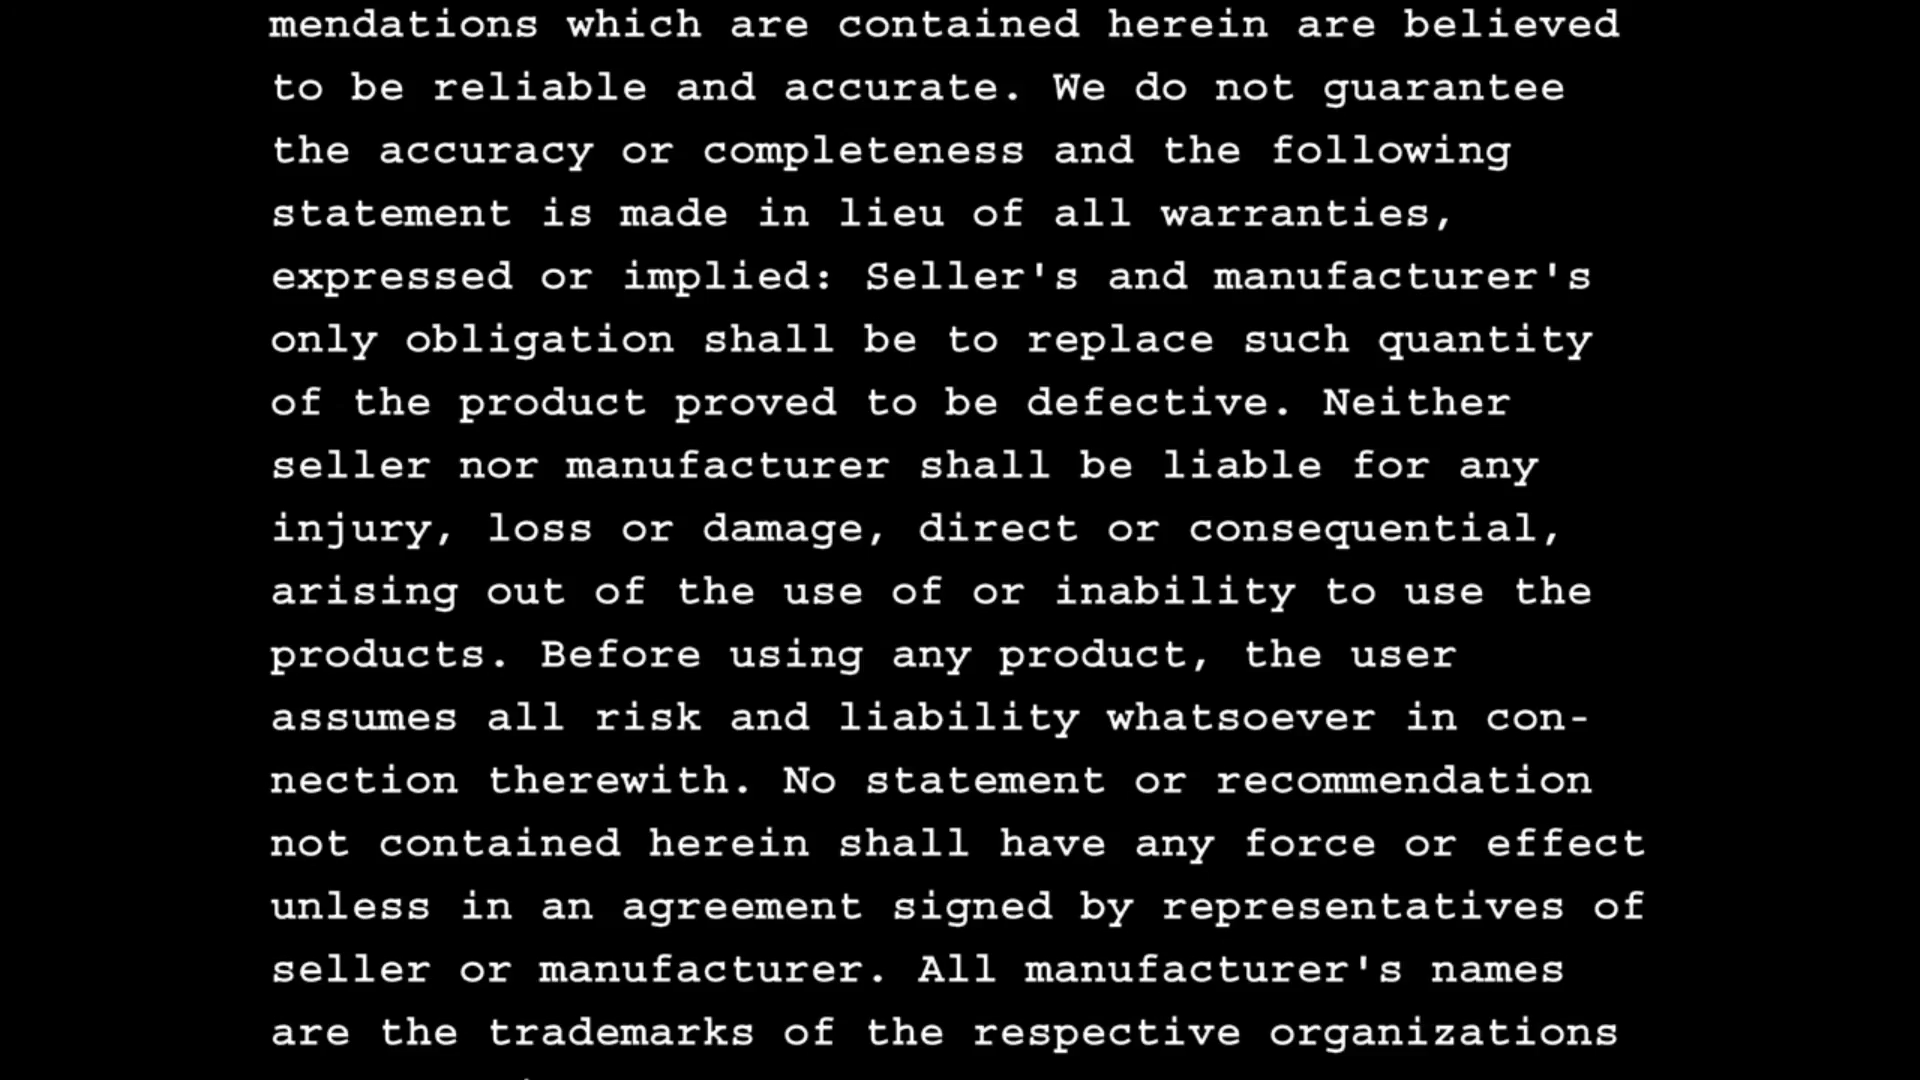 mendations which are contained herein are believed
to be reliable and accurate. We do not guarantee
the accuracy or completeness and the following
statement is made in lieu of all warranties,
expressed or implied: Seller's and manufacturer's
only obligation shall be to replace such quantity
of the product proved to be defective. Neither
seller nor manufacturer shall be liable for any
injury, loss or damage, direct or consequential,
arising out of the use of or inability to use the
products. Before using any product, the user
assumes all risk and liability whatsoever in con-
nection therewith. No statement or recommendation
not contained herein shall have any force or effect
unless in an agreement signed by representatives of
seller or manufacturer. All manufacturer's names
are the trademarks of the respective organizations